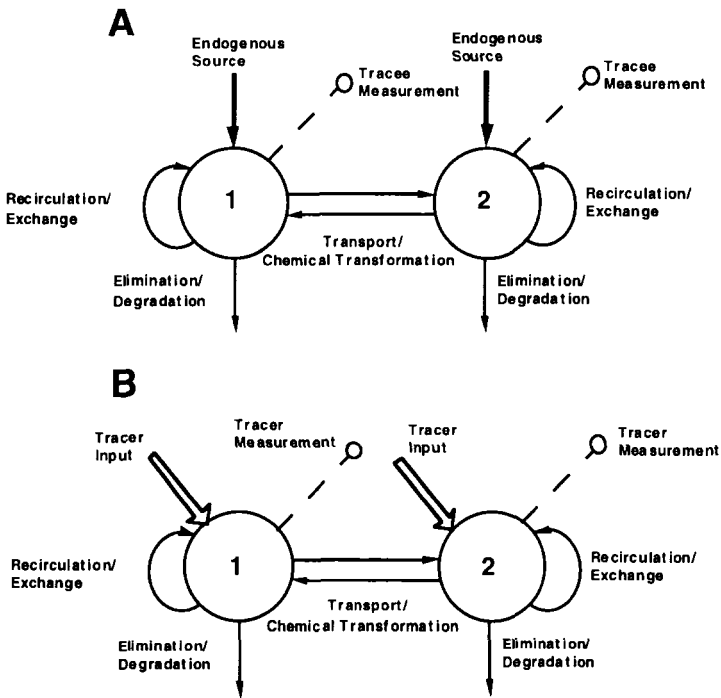 A
Endogenous
Source
Tracee
Measurement
Endogenous
Source
Tracee
Measurement
Recirculation/
Exchange
1
2
Recirculation/
Exchange
Transport/
Chemical Transformation
Elimination/
Degradation
Elimination/
Degradation
B
Tracer
Input
Tracer
Measurement
Tracer
Input
Tracer
Measurement
Recirculation/
Exchange
1
2
Recirculation/
Exchange
Transport/
Chemical Transformation
Elimination/
Degradation
Elimination/
Degradation